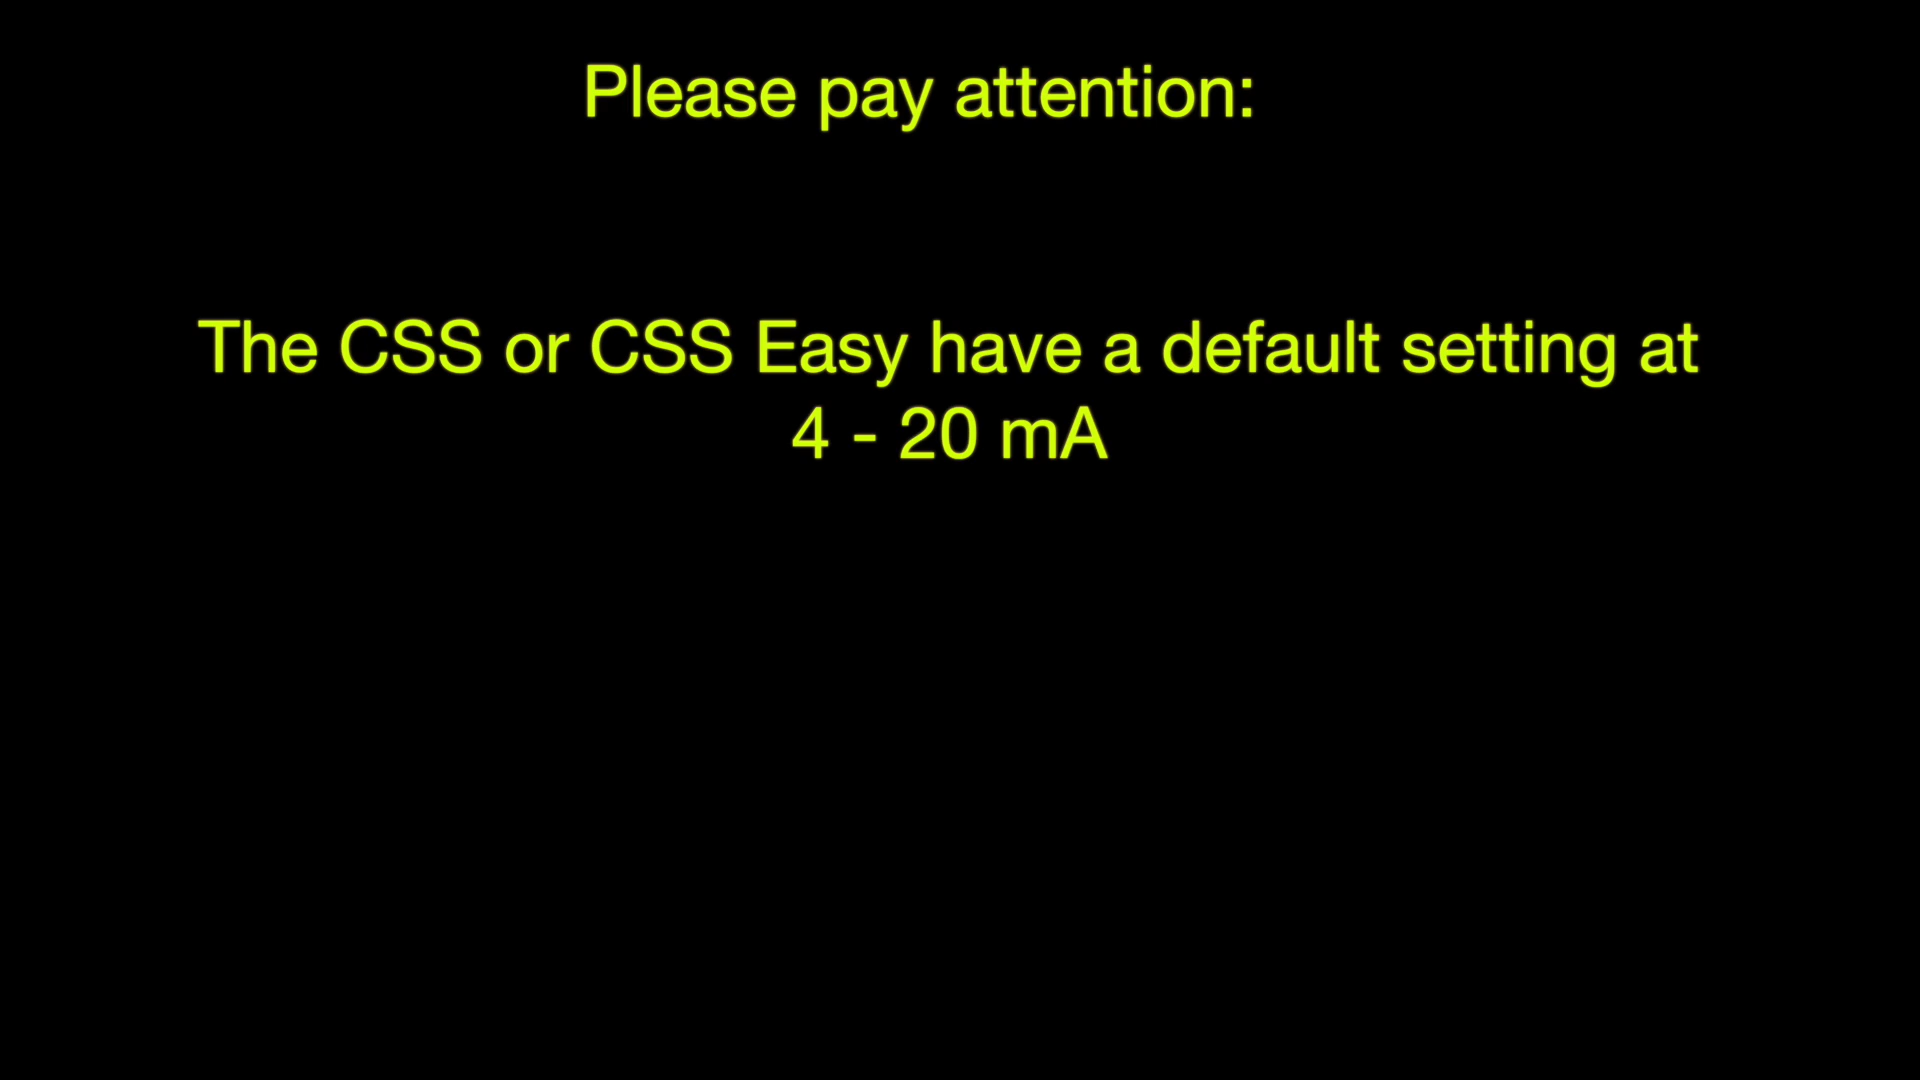 Please pay attention:
The CSS or CSS Easy have a default setting at
4 - 20 mA